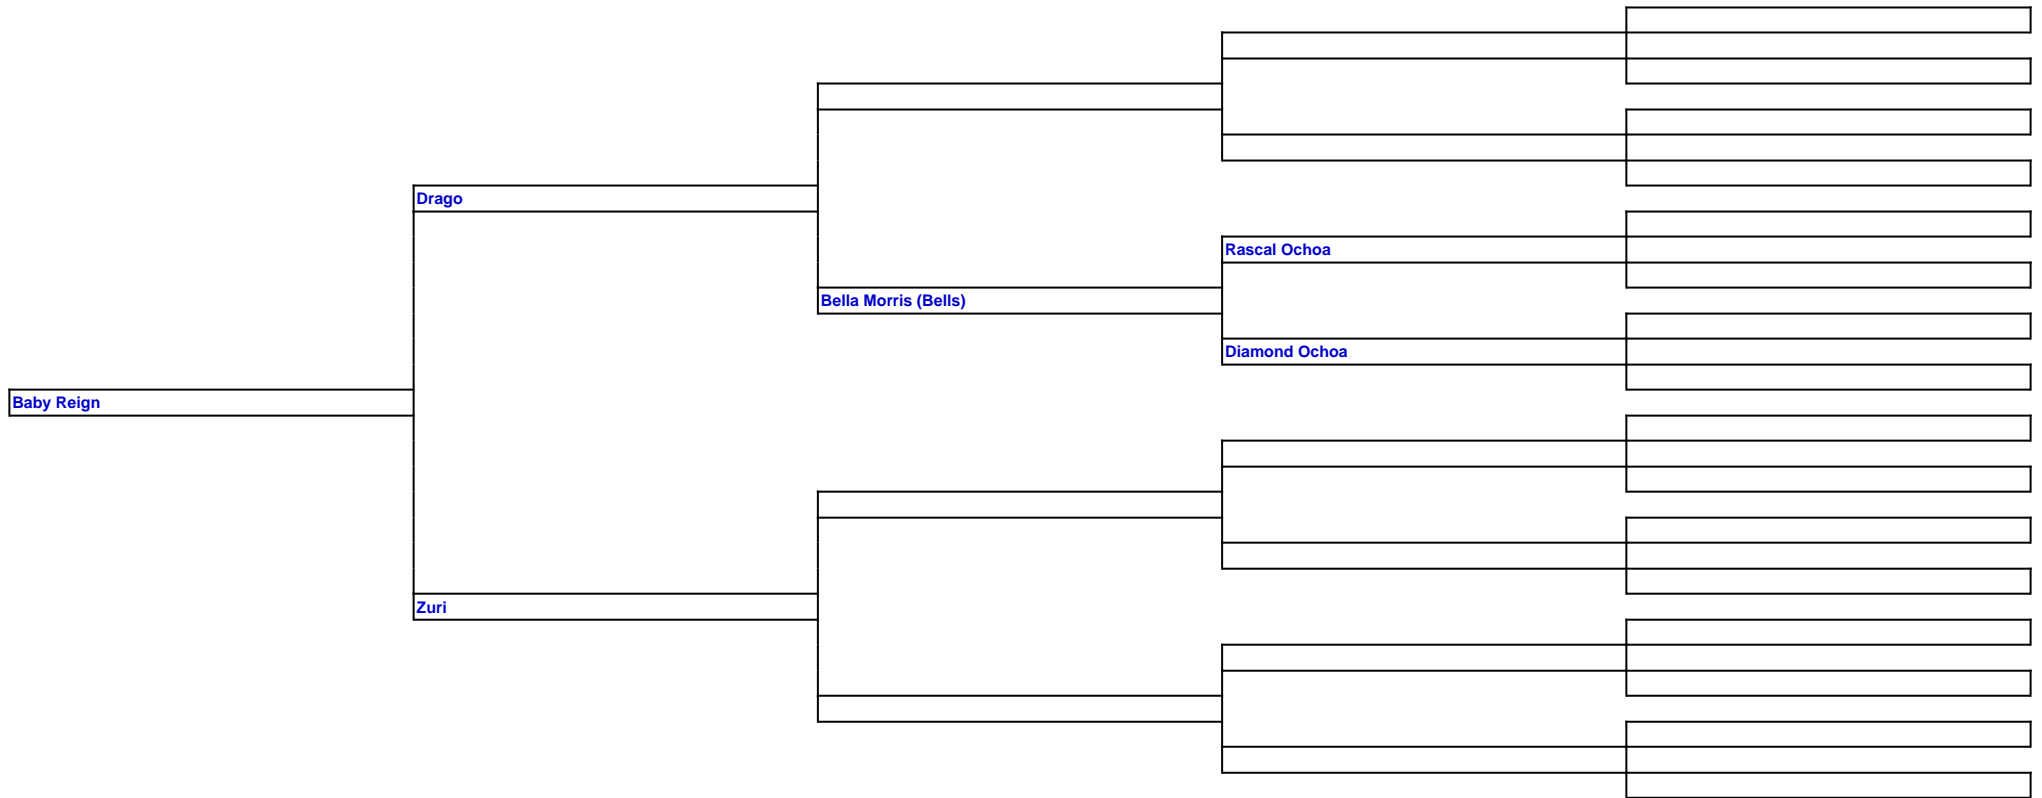 Drago
Rascal Ochoa
Bella Morris (Bells)
Diamond Ochoa
Baby Reign
Zuri